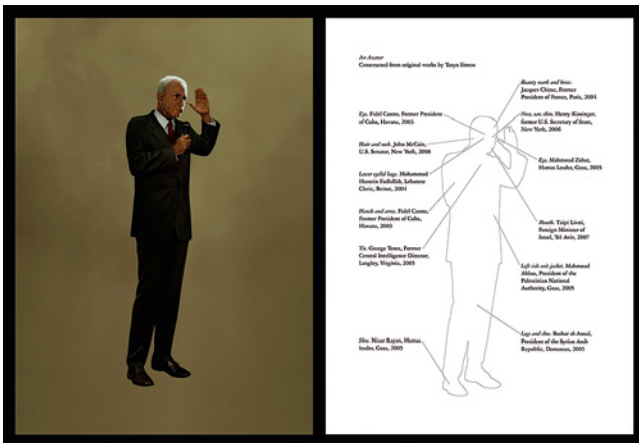 An Avatar
Constructed from original works by Taryn Simon
Beauty mark and brow.
Jacques Chirac, Former
President of France, Paris, 2004
Eye. Fidel Castro, Former President
of Cuba, Havana, 2003
Nose, ear, chin. Henry Kissinger,
former U.S. Secretary of State,
New York, 2006
Hair and neck. John McCain,
U.S. Senator, New York, 2008
Eye. Mahmoud Zahar,
Hamas Leader, Gaza, 2005
Lower eyelid bags. Mohammad
Hussein Fadlallah, Lebanese
Cleric, Beirut, 2004
Hands and arms. Fidel Castro,
Former President of Cuba,
Havana, 2003
Mouth. Tzipi Livni,
Foreign Minister of
Israel, Tel Aviv, 2007
Tie. George Tenet, Former
Central Intelligence Director,
Langley, Virginia, 2003
Left side suit jacket. Mahmoud
Abbas, President of the
Palestinian National
Authority, Gaza, 2005
Legs and shoe. Bashar al-Assad,
President of the Syrian Arab
Republic, Damascus, 2005
Shoe. Nizar Rayan, Hamas
leader, Gaza, 2005